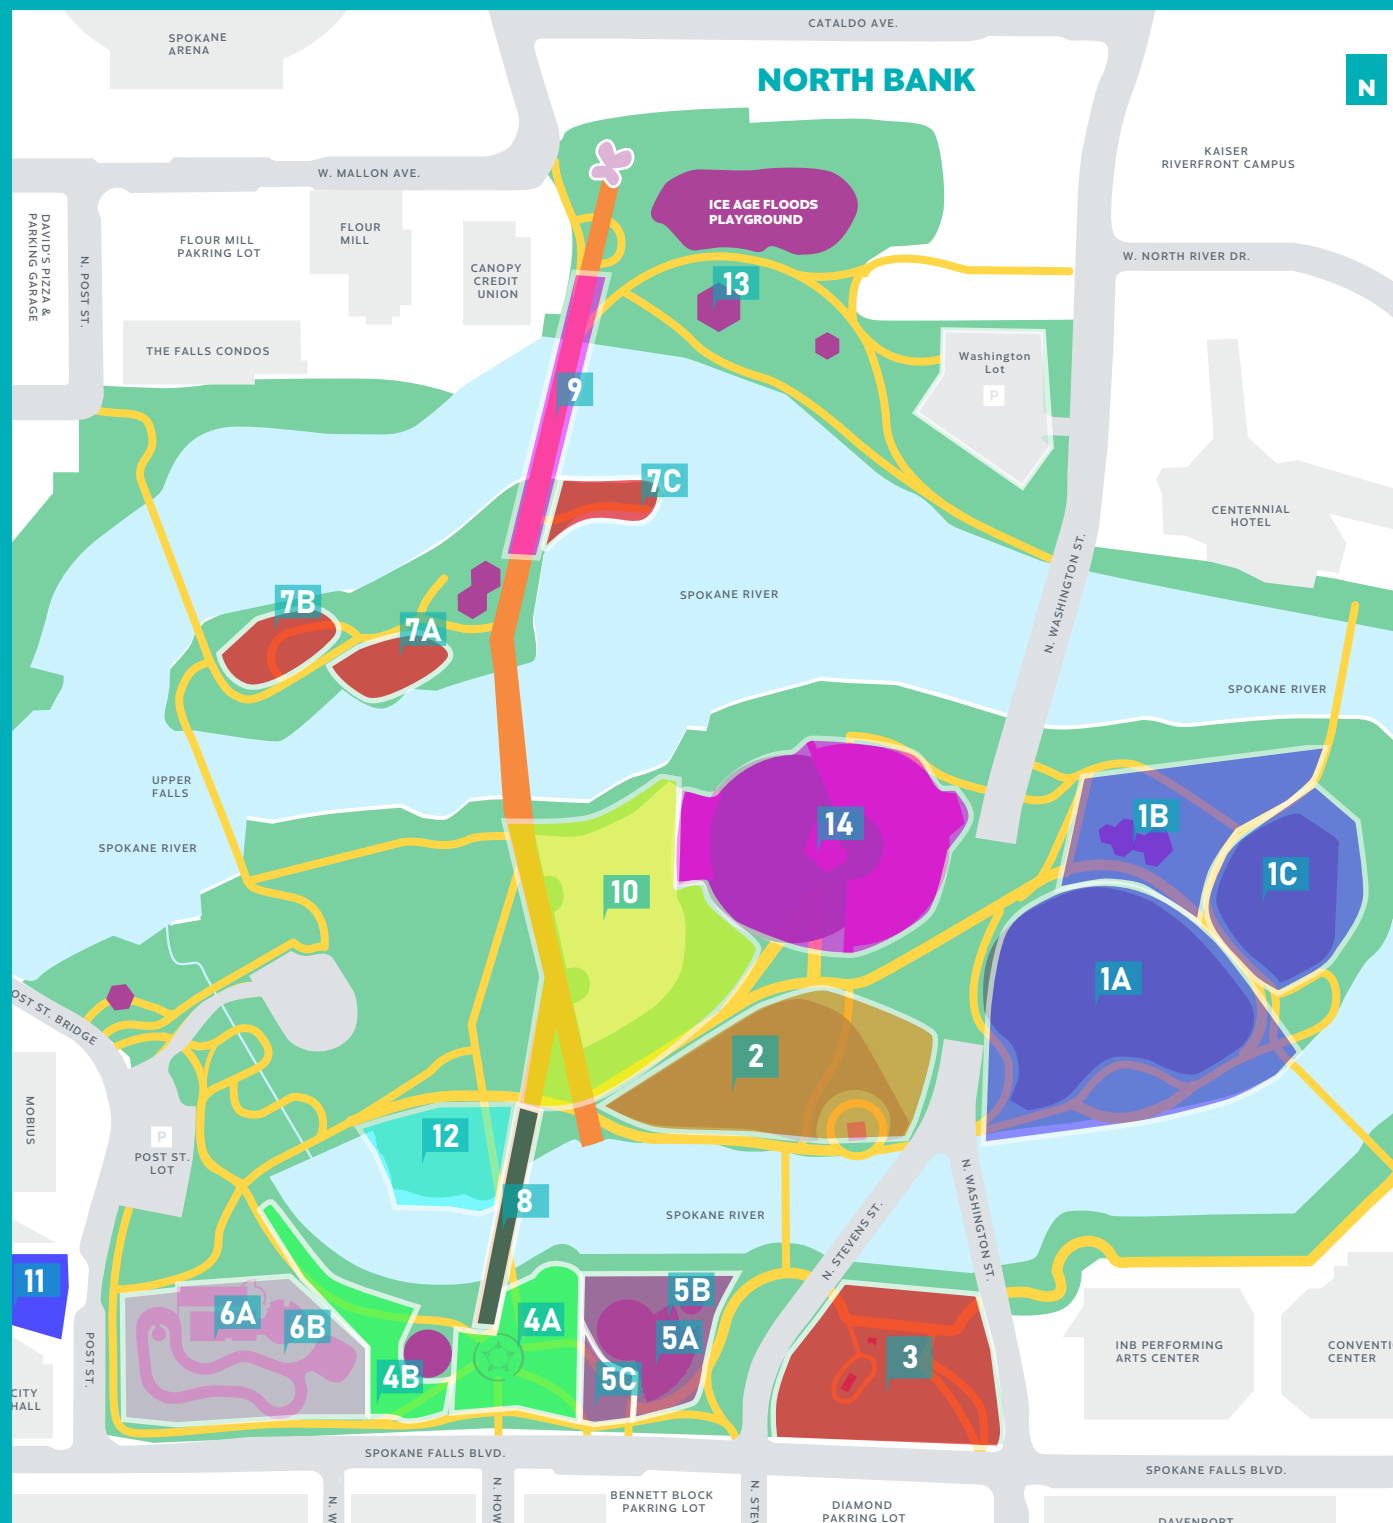 CATALDO AVE.
SPOKANE
ARENA
NORTH BANK
N
KAISER
RIVERFRONT CAMPUS
W. MALLON AVE.
ICE AGE FLOODS
PLAYGROUND
DAVID'S PIZZA &
PARKING GARAGE
N. POST ST.
FLOUR MILL
PAKRING LOT
FLOUR
MILL
CANOPY
CREDIT
UNION
W. NORTH RIVER DR.
13
THE FALLS CONDOS
Washington
Lot
P
9
7C
CENTENNIAL
HOTEL
SPOKANE RIVER
N. WASHINGTON ST.
7B
7A
SPOKANE RIVER
UPPER
FALLS
SPOKANE RIVER
14
1B
1C
10
1A
OST ST. BRIDGE
2
MOBIUS
P
POST ST.
LOT
12
8
SPOKANE RIVER
N. STEVENS ST.
N. WASHINGTON ST.
11
6A
6B
4A
4B
5B
5A
5C
3
POST ST.
CITY
HALL
INB PERFORMING
ARTS CENTER
CONVENTI
CENTER
SPOKANE FALLS BLVD.
SPOKANE FALLS BLVD.
N. W
N. HOW
BENNETT BLOCK
PAKRING LOT
N. STEV
DIAMOND
PAKRING LOT
DAVENPORT